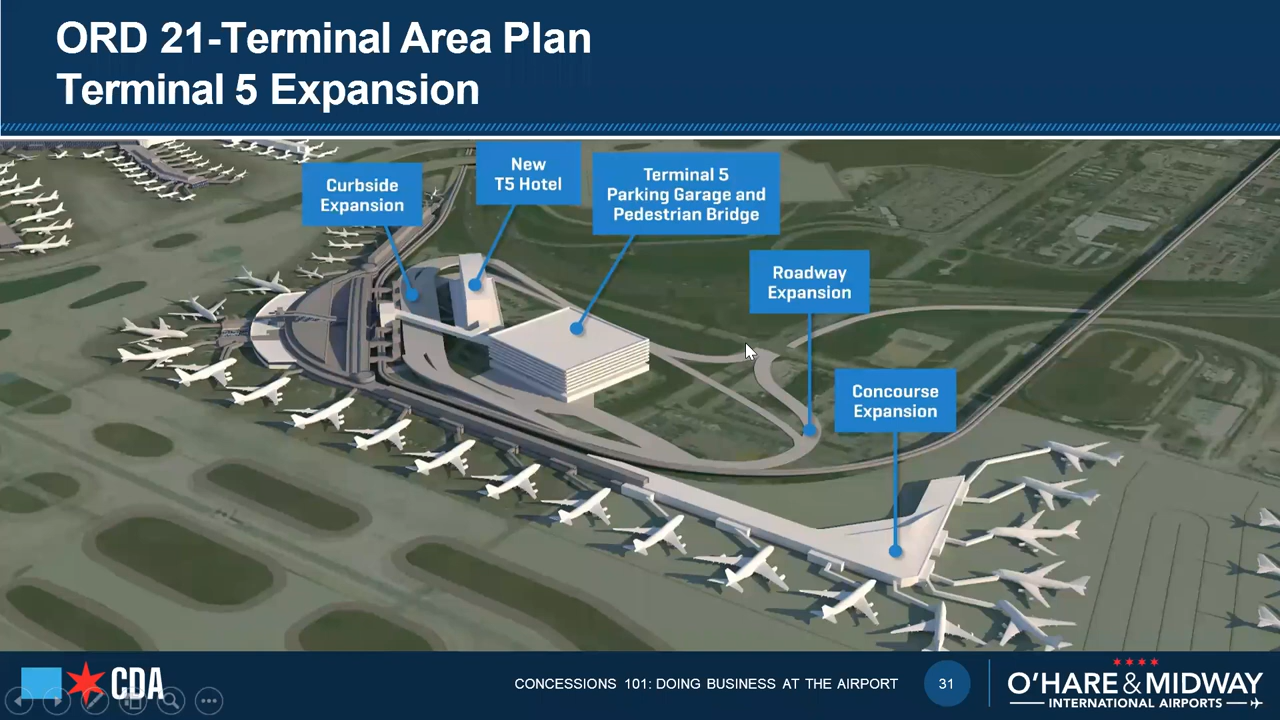 ORD 21-Terminal Area Plan
Terminal 5 Expansion
Curbside
Expansion
New
T5 Hotel
Terminal 5
Parking Garage and
Pedestrian Bridge
Roadway
Expansion
Concourse
Expansion
CDA
CONCESSIONS 101: DOING BUSINESS AT THE AIRPORT
31
O'HARE & MIDWAY
INTERNATIONAL AIRPORTS